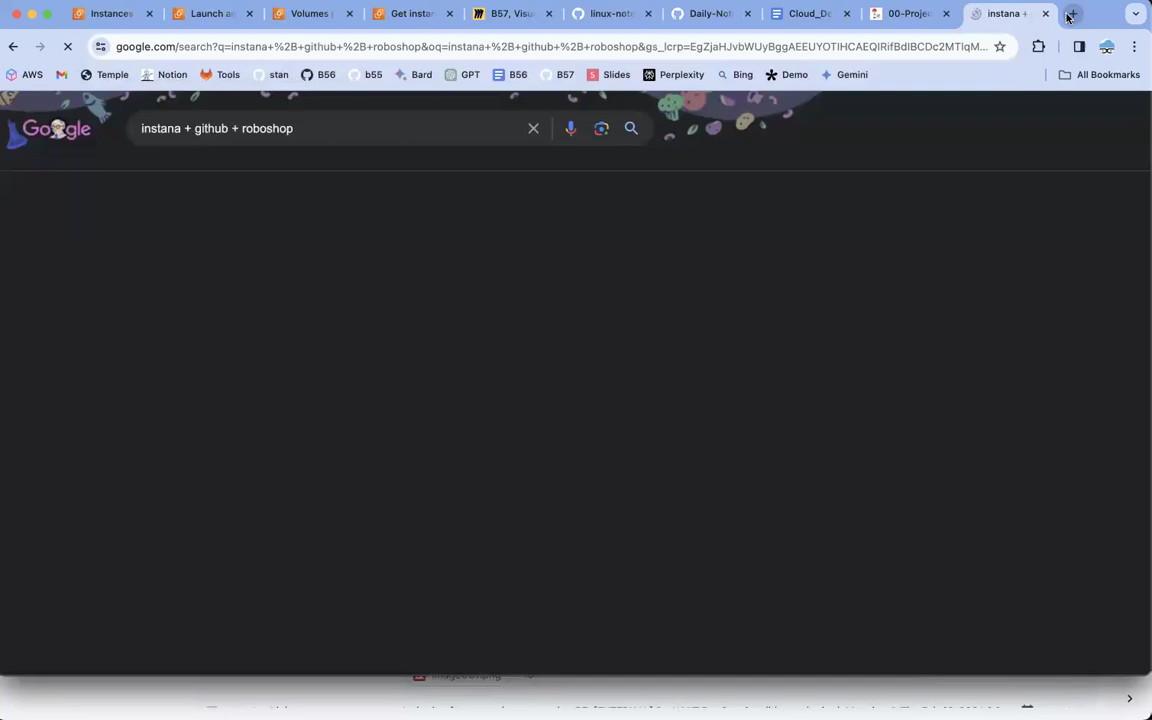 Instances
Launch a
Volumes
Get instan
B57, Visu
linux-note
Daily-Not
Cloud_De
00-Projec
instana +
google.com/search?q=instana+%2B+github+%2B+roboshop&oq=instana+%2B+github+%2B+roboshop&gs_lcrp=EgZjaHJvbWUyBggAEEUYOTIHCAEQIRifBdIBCDc2MTlqM...
AWS
Temple
Notion
Tools
stan
B56
b55
Bard
GPT
B56
B57
Slides
Perplexity
Bing
Demo
Gemini
All Bookmarks
Google
instana + github + roboshop